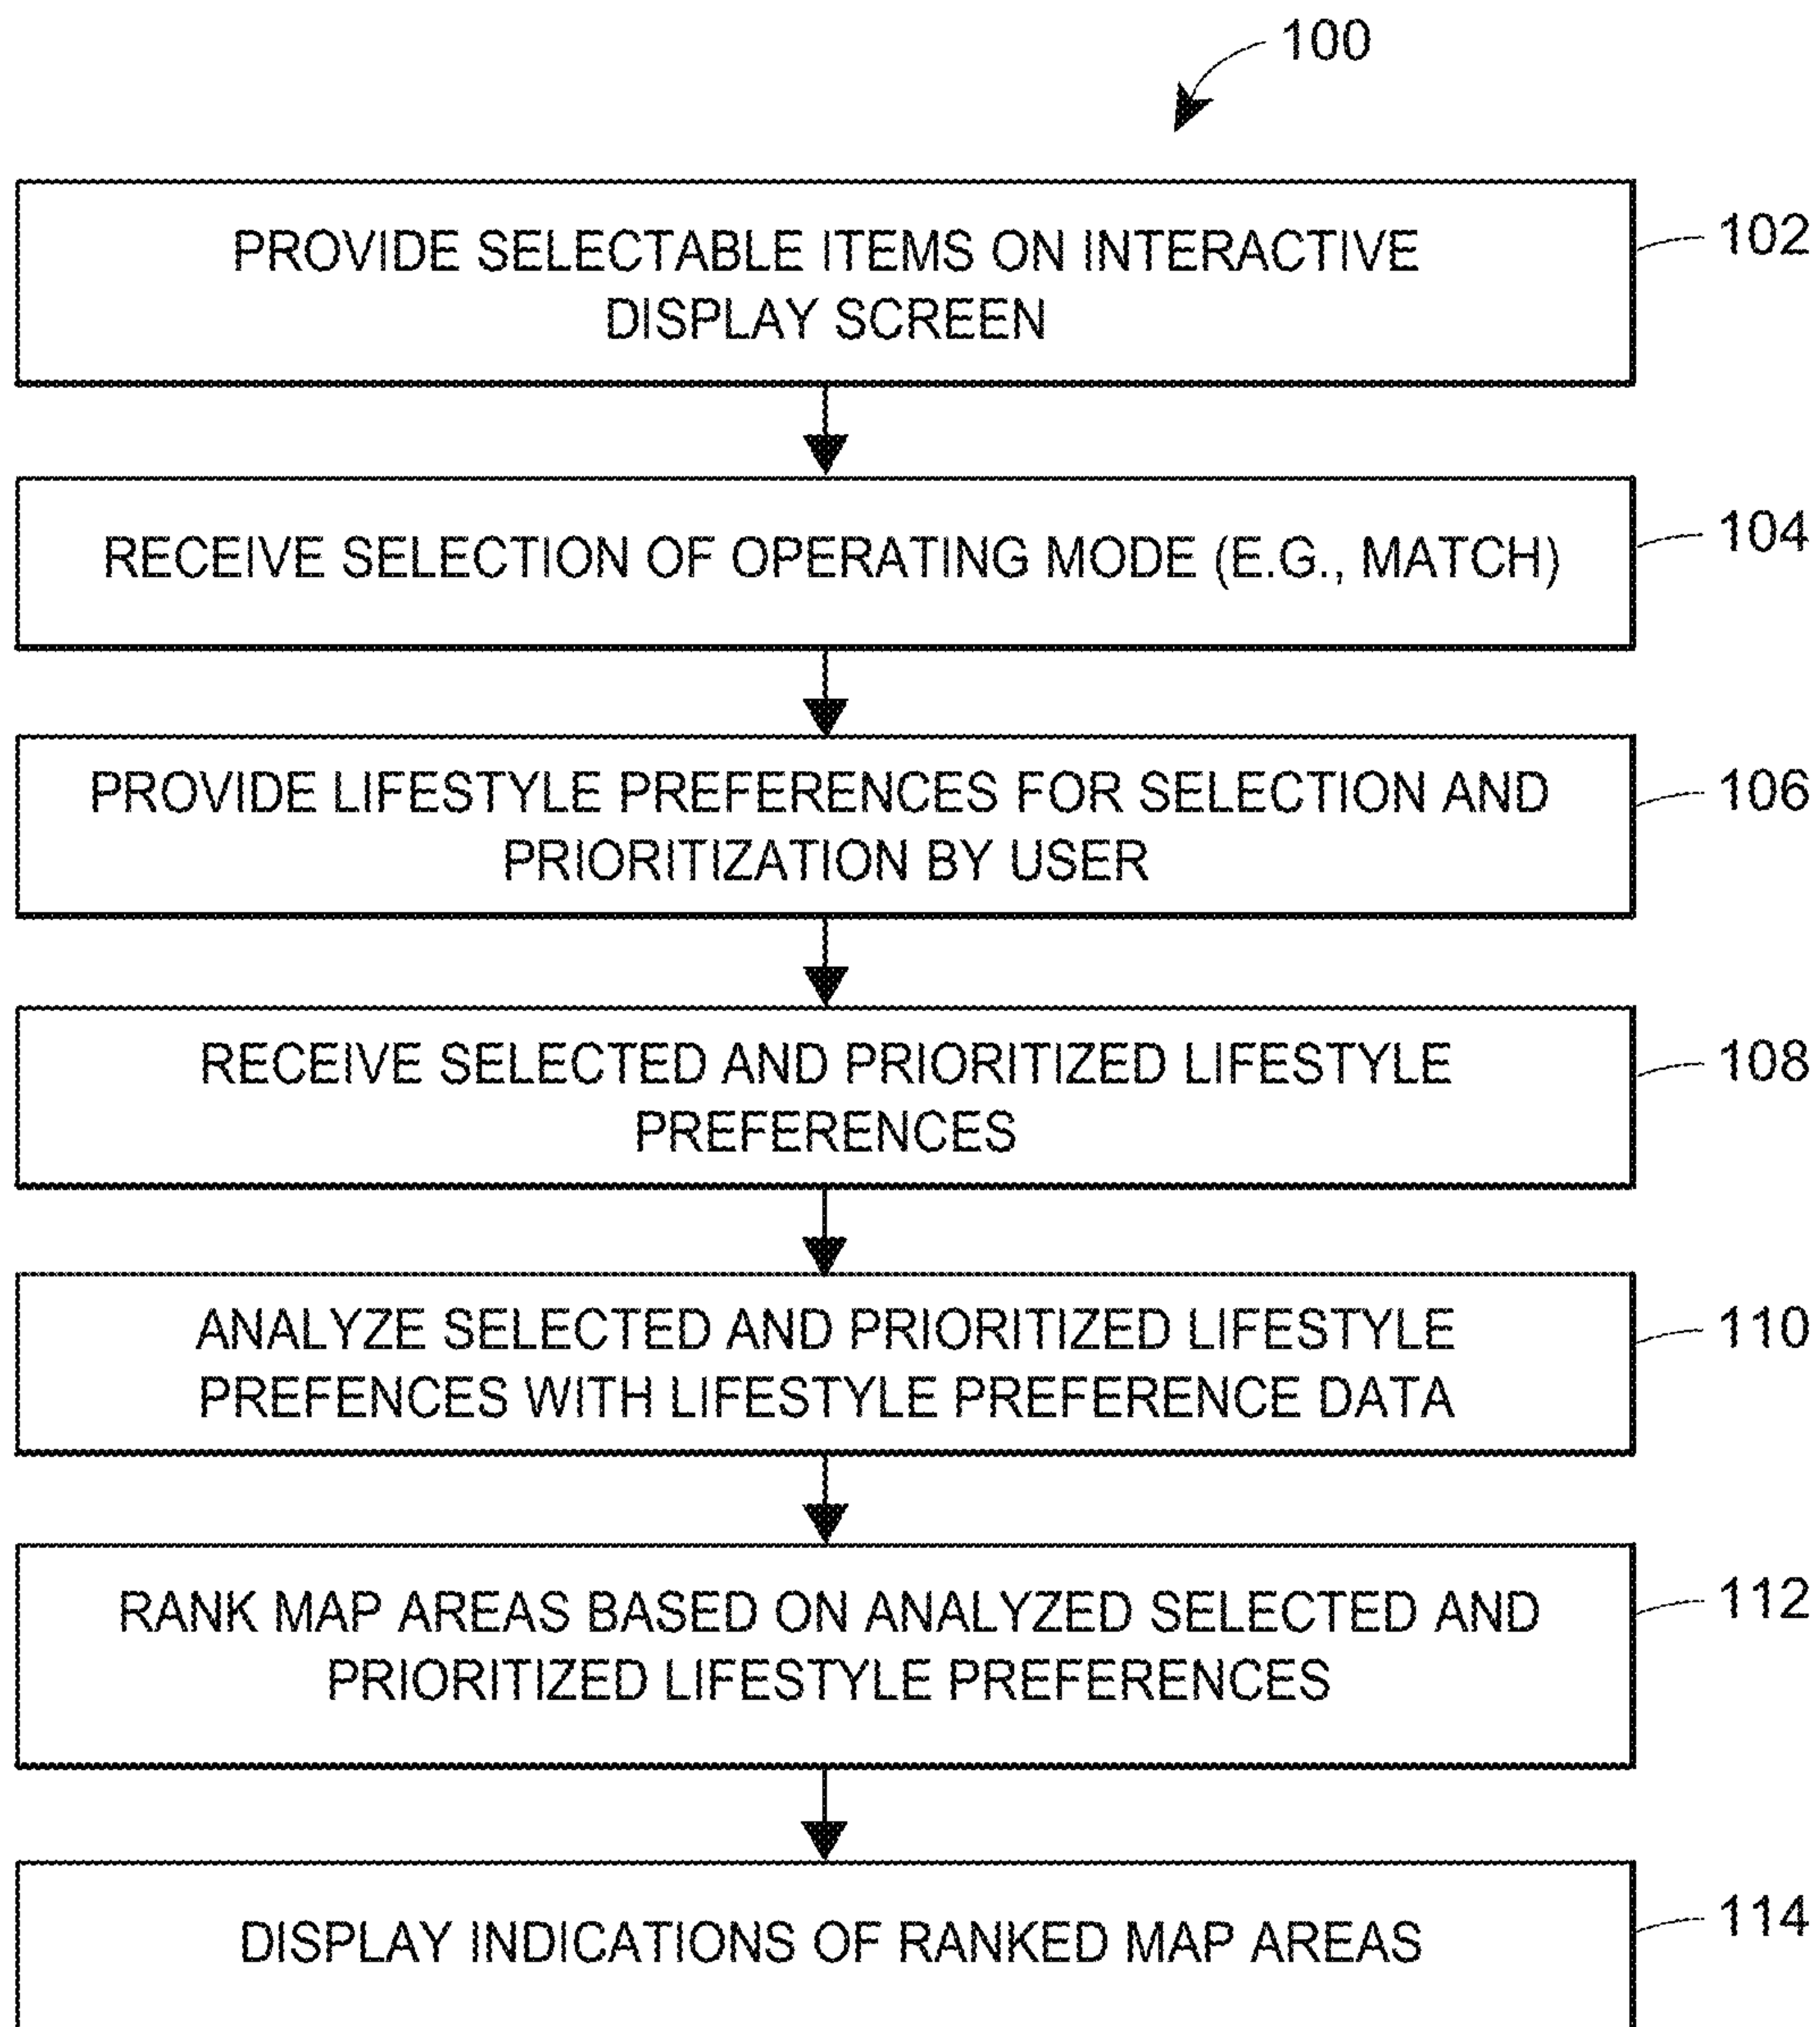 100
PROVIDE SELECTABLE ITEMS ON INTERACTIVE
DISPLAY SCREEN
102
RECEIVE SELECTION OF OPERATING MODE (E.G., MATCH)
104
PROVIDE LIFESTYLE PREFERENCES FOR SELECTION AND
PRIORITIZATION BY USER
106
RECEIVE SELECTED AND PRIORITIZED LIFESTYLE
PREFERENCES
108
ANALYZE SELECTED AND PRIORITIZED LIFESTYLE
PREFENCES WITH LIFESTYLE PREFERENCE DATA
110
RANK MAP AREAS BASED ON ANALYZED SELECTED AND
PRIORITIZED LIFESTYLE PREFERENCES
112
DISPLAY INDICATIONS OF RANKED MAP AREAS
114